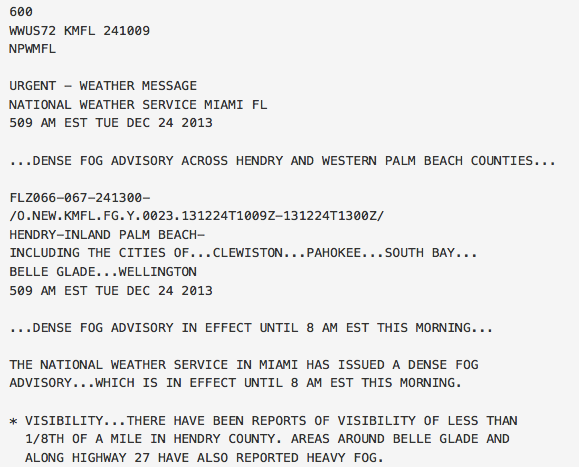 600
WWUS72 KMFL 241009
NPWMFL
URGENT - WEATHER MESSAGE
NATIONAL WEATHER SERVICE MIAMI FL
509 AM EST TUE DEC 24 2013
...DENSE FOG ADVISORY ACROSS HENDRY AND WESTERN PALM BEACH COUNTIES...
FLZ066-067-241300-
/O.NEW.KMFL.FG.Y.0023.131224T1009Z-131224T1300Z/
HENDRY-INLAND PALM BEACH-
INCLUDING THE CITIES OF...CLEWISTON...PAHOKEE...SOUTH BAY...
BELLE GLADE...WELLINGTON
509 AM EST TUE DEC 24 2013
...DENSE FOG ADVISORY IN EFFECT UNTIL 8 AM EST THIS MORNING...
THE NATIONAL WEATHER SERVICE IN MIAMI HAS ISSUED A DENSE FOG
ADVISORY...WHICH IS IN EFFECT UNTIL 8 AM EST THIS MORNING.
* VISIBILITY...THERE HAVE BEEN REPORTS OF VISIBILITY OF LESS THAN
1/8TH OF A MILE IN HENDRY COUNTY. AREAS AROUND BELLE GLADE AND
ALONG HIGHWAY 27 HAVE ALSO REPORTED HEAVY FOG.